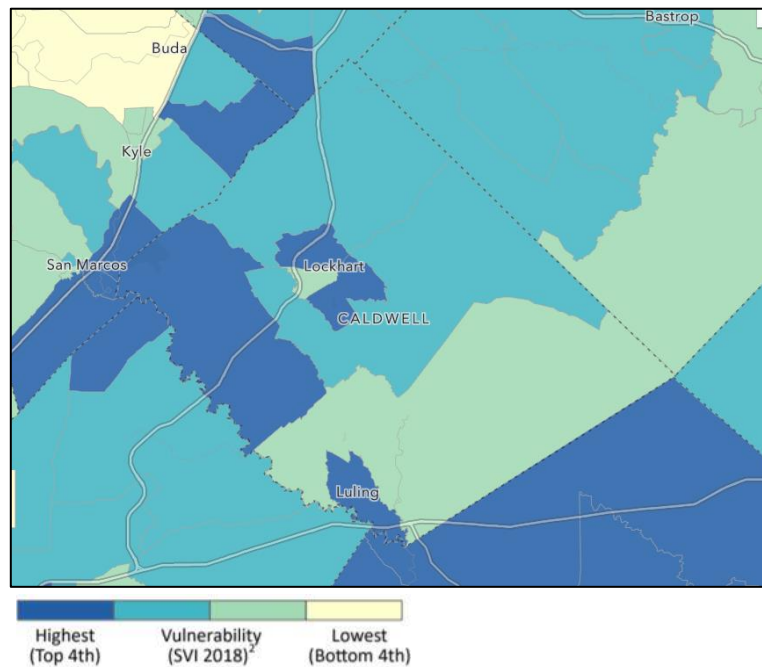 Bastrop
Buda
Kyle
San Marcos
Lockhart
CALDWELL
Luling
Highest Vulnerability Lowest
(Top 4th) (SVI 2018)² (Bottom 4th)